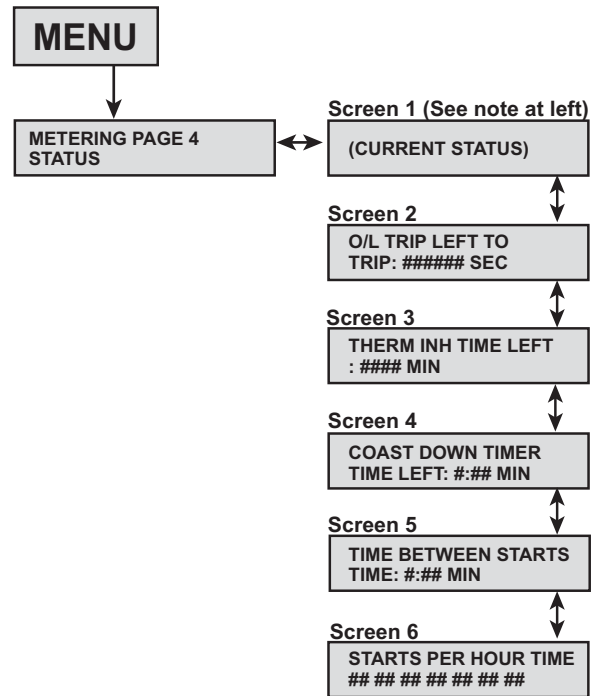 MENU
METERING PAGE 4
STATUS
Screen 1 (See note at left)
(CURRENT STATUS)
Screen 2
O/L TRIP LEFT TO
TRIP: ###### SEC
Screen 3
THERM INH TIME LEFT
: #### MIN
Screen 4
COAST DOWN TIMER
TIME LEFT: #:## MIN
Screen 5
TIME BETWEEN STARTS
TIME: #:## MIN
Screen 6
STARTS PER HOUR TIME
## ## ## ## ## ## ##